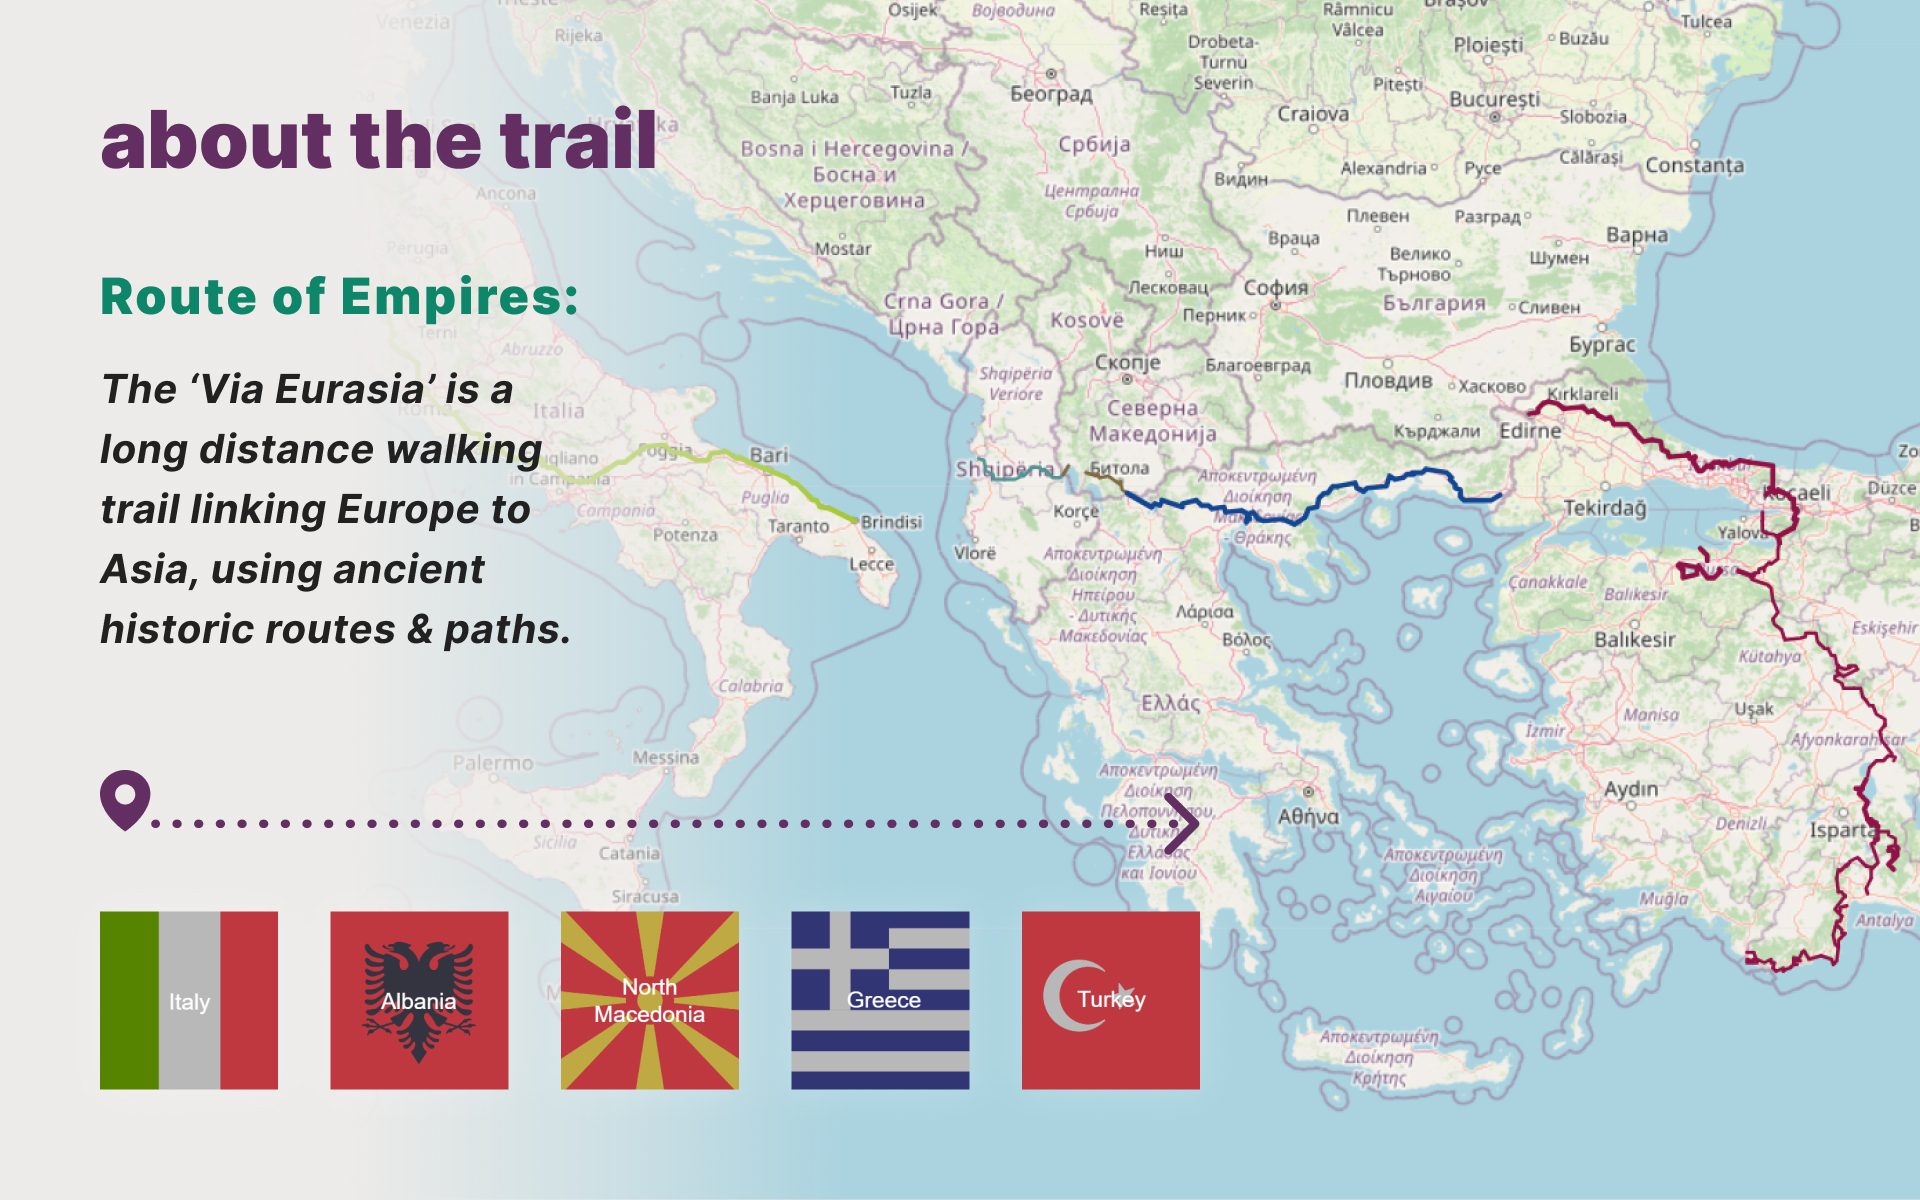 about the trail
Route of Empires:
The ‘Via Eurasia’ is a
long distance walking
trail linking Europe to
Asia, using ancient
historic routes & paths.
Italy
Albania
North
Macedonia
Greece
Turkey
Venezia
Rijeka
Osijek
Војводина
Reșița
Râmnicu
Vâlcea
Ploiești
Buzău
Tulcea
Drobeta-
Turnu
Severin
Pitești
București
Slobozia
Banja Luka
Tuzla
Београд
Craiova
Călărași
Constanța
Bosna i Hercegovina /
Босна и
Херцеговина
Србија
Централна
Србија
Видин
Alexandria
Русе
Ancona
Плевен
Разград
Варна
Perugia
Mostar
Ниш
Враца
Велико
Търново
Шумен
Лесковац
София
България
Сливен
Crna Gora /
Црна Гора
Kosovë
Перник
Бургас
Terni
Abruzzo
Скопје
Благоевград
Пловдив
Хасково
Kırklareli
Shqipëria
Veriore
Roma
Italia
Северна
Македонија
Кърджали
Edirne
Foggia
Bari
Shqipëria
Битола
Αποκεντρωμένη
Διοίκηση
Μακεδονίας
- Θράκης
İstanbul
Kocaeli
Düzce
in Campania
Campania
Puglia
Taranto
Brindisi
Korçë
Tekirdağ
Yalova
Potenza
Lecce
Vlorë
Αποκεντρωμένη
Διοίκηση
Ηπείρου
- Δυτικής
Μακεδονίας
Çanakkale
Bursa
Balıkesir
Λάρισα
Βόλος
Balıkesir
Eskişehir
Kütahya
Calabria
Ελλάς
Manisa
Uşak
İzmir
Afyonkarahisar
Palermo
Messina
Αποκεντρωμένη
Διοίκηση
Πελοποννήσου,
Δυτικής
Ελλάδας
και Ιονίου
Αθήνα
Aydın
Denizli
Isparta
Sicilia
Catania
Siracusa
Αποκεντρωμένη
Διοίκηση
Αιγαίου
Muğla
Antalya
Αποκεντρωμένη
Διοίκηση
Κρήτης